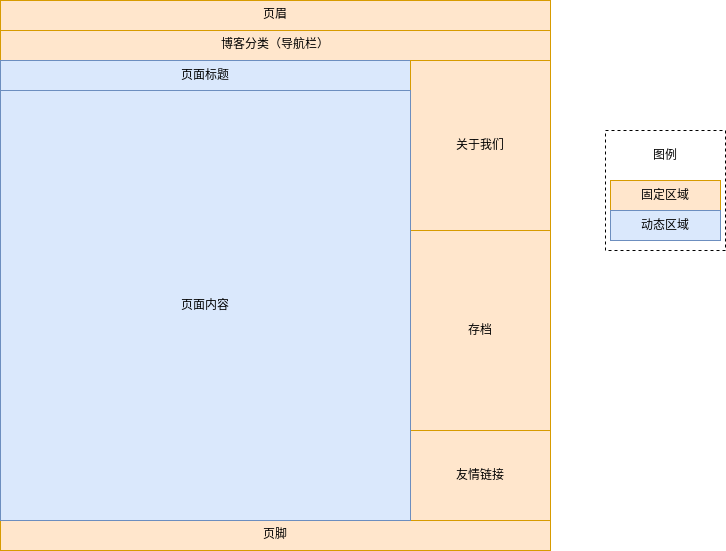 页眉
博客分类（导航栏）
页面标题
关于我们
页面内容
存档
友情链接
页脚
图例
固定区域
动态区域